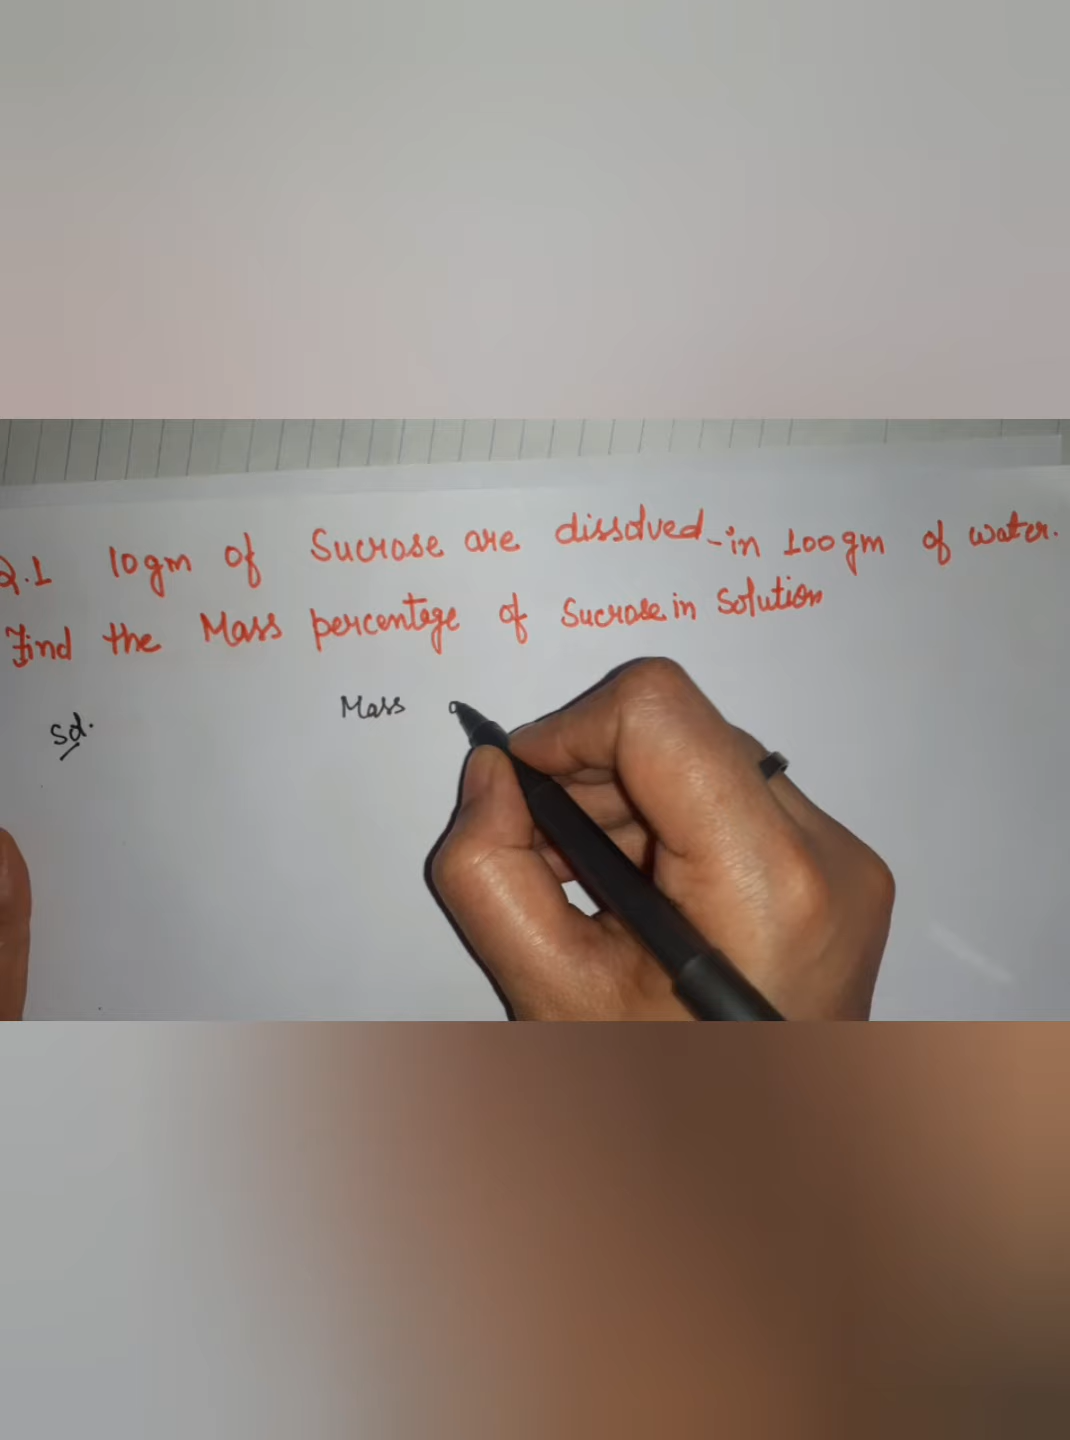 Q.1 10gm of Sucrose are dissolved in 100gm of water.
Find the Mass percentage of Sucrose in Solution
Sol. Mass o